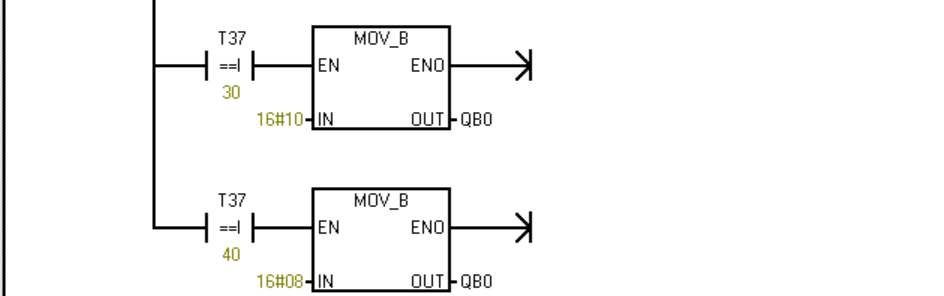 T37 MOV_B
==I EN ENO
30
16#10 IN OUT QB0
T37 MOV_B
==I EN ENO
40
16#08 IN OUT QB0